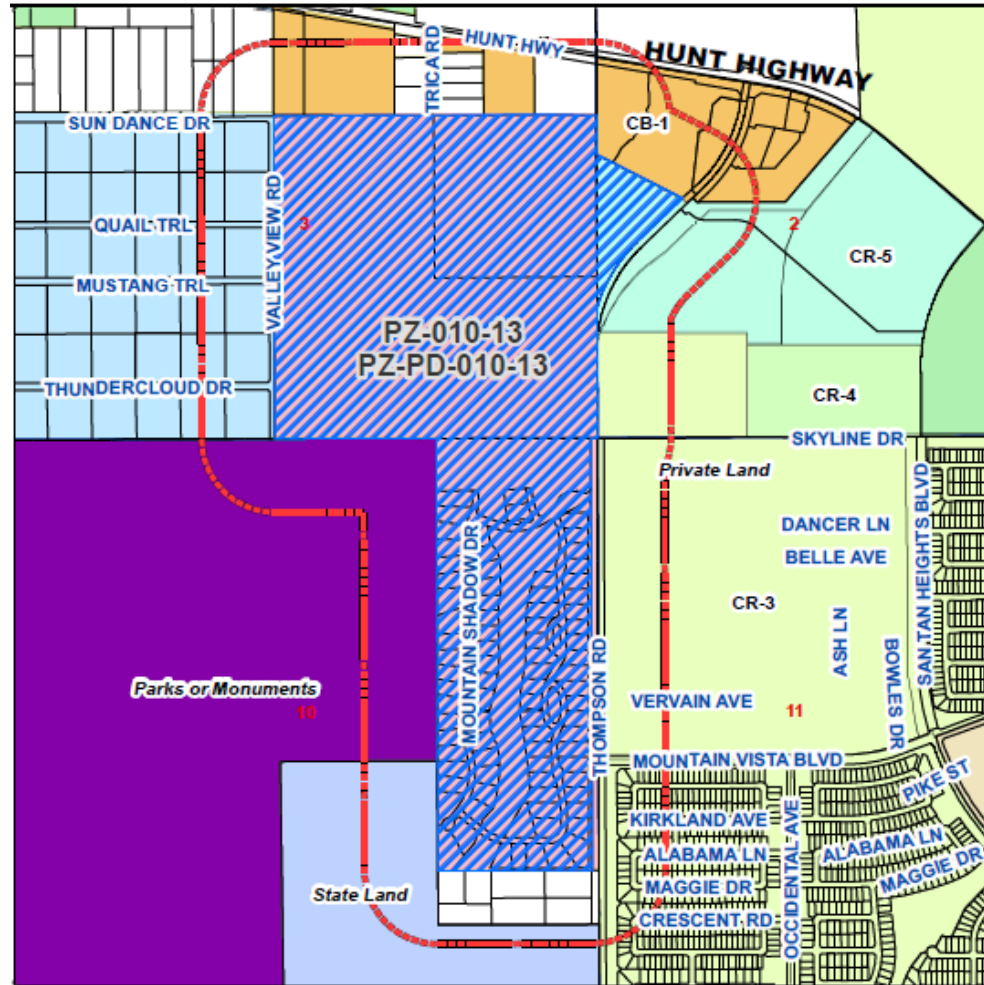 HUNT HWY
HUNT HIGHWAY
TRICA RD
SUN DANCE DR
CB-1
VALLEY VIEW RD
QUAIL TRL
3
2
CR-5
MUSTANG TRL
PZ-010-13
PZ-PD-010-13
THUNDERCLOUD DR
CR-4
SKYLINE DR
Private Land
SAN TAN HEIGHTS BLVD
DANCER LN
BELLE AVE
MOUNTAIN SHADOW DR
CR-3
ASH LN
BOWLES DR
Parks or Monuments
10
THOMPSON RD
VERVAIN AVE
11
MOUNTAIN VISTA BLVD
PIKE ST
KIRKLAND AVE
OCCIDENTAL AVE
ALABAMA LN
ALABAMA LN
MAGGIE DR
MAGGIE DR
State Land
CRESCENT RD